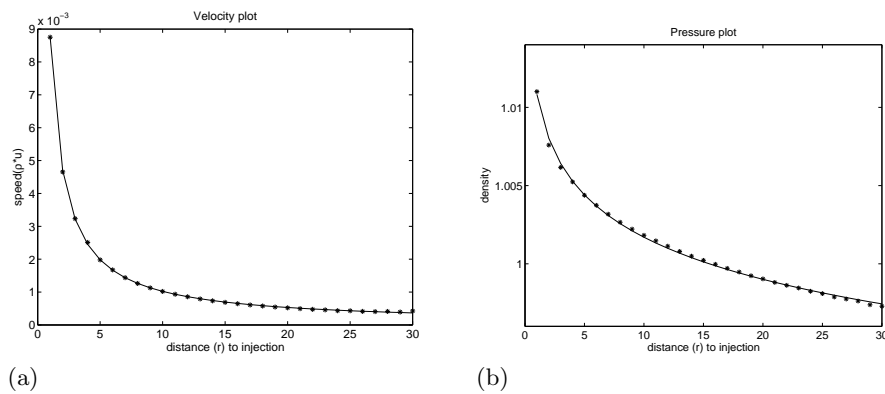 Velocity plot
x 10⁻³
9
8
7
6
5
4
3
2
1
0
speed(ρ*u)
0 5 10 15 20 25 30
distance (r) to injection
(a)
Pressure plot
1.01
1.005
1
density
0 5 10 15 20 25 30
distance (r) to injection
(b)